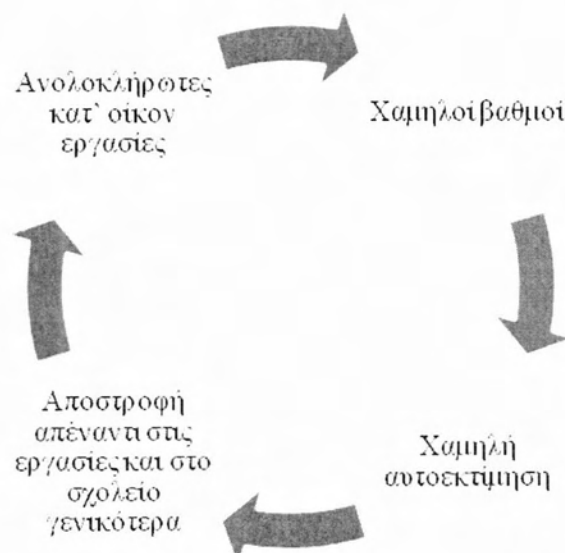 Ανολοκλήρωτες
κατ` οίκον
εργασίες
Χαμηλοί βαθμοί
Χαμηλή
αυτοεκτίμηση
Αποστροφή
απέναντι στις
εργασίες και στο
σχολείο
γενικότερα